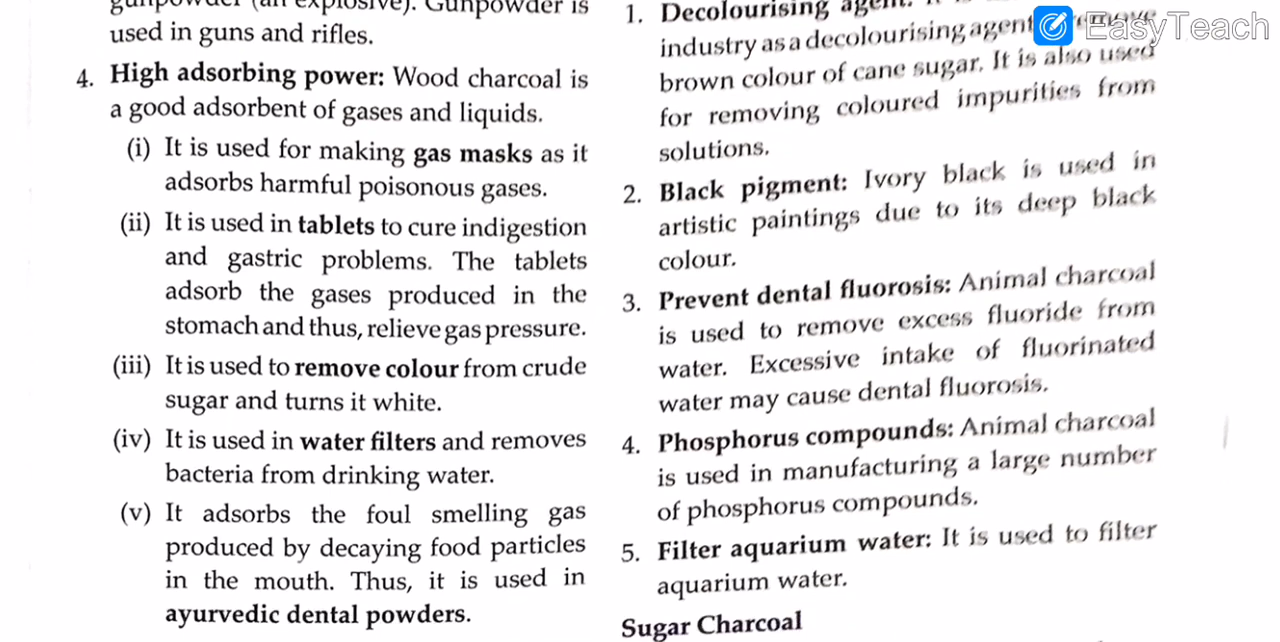 gunpowder (an explosive). Gunpowder is
used in guns and rifles.
4. High adsorbing power: Wood charcoal is
a good adsorbent of gases and liquids.
(i) It is used for making gas masks as it
adsorbs harmful poisonous gases.
(ii) It is used in tablets to cure indigestion
and gastric problems. The tablets
adsorb the gases produced in the
stomach and thus, relieve gas pressure.
(iii) It is used to remove colour from crude
sugar and turns it white.
(iv) It is used in water filters and removes
bacteria from drinking water.
(v) It adsorbs the foul smelling gas
produced by decaying food particles
in the mouth. Thus, it is used in
ayurvedic dental powders.
1. Decolourising agent:
industry as a decolourising agent remove
brown colour of cane sugar. It is also used
for removing coloured impurities from
solutions.
2. Black pigment: Ivory black is used in
artistic paintings due to its deep black
colour.
3. Prevent dental fluorosis: Animal charcoal
is used to remove excess fluoride from
water. Excessive intake of fluorinated
water may cause dental fluorosis.
4. Phosphorus compounds: Animal charcoal
is used in manufacturing a large number
of phosphorus compounds.
5. Filter aquarium water: It is used to filter
aquarium water.
Sugar Charcoal
EasyTeach